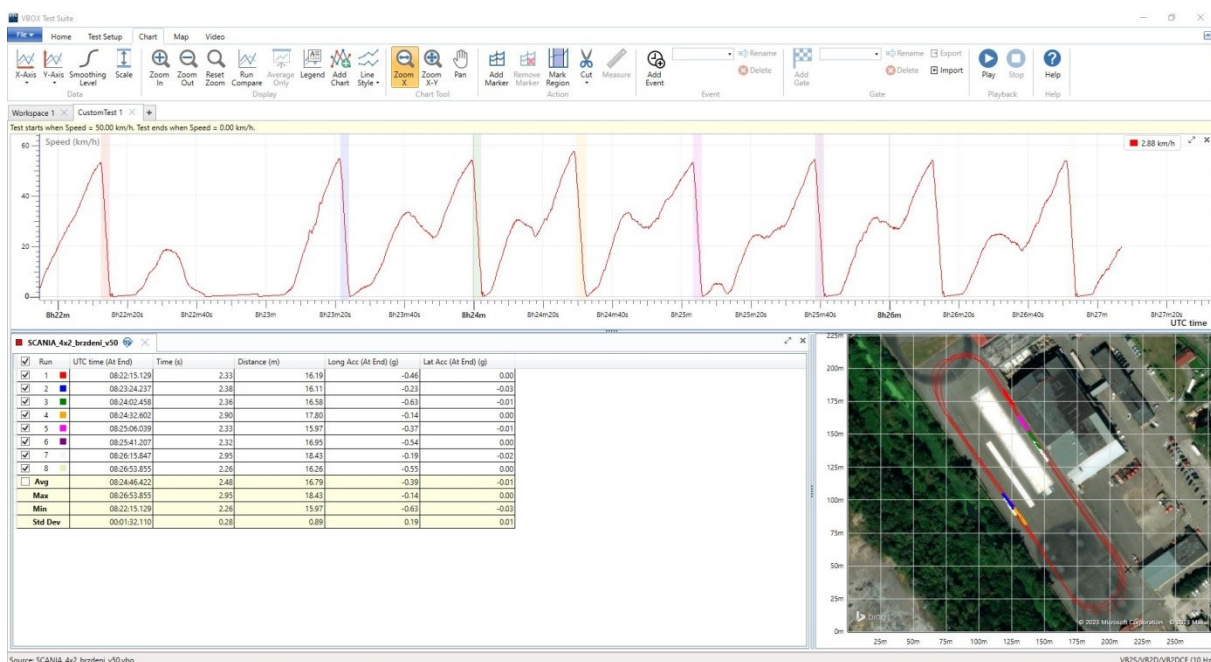 VBOX Test Suite
File Home Test Setup Chart Map Video
X-Axis Y-Axis Smoothing Level Scale Zoom In Zoom Out Reset Zoom Run Compare Average Only Legend Add Chart Line Style Zoom X Zoom X-Y Pan Add Marker Remove Marker Mark Region Cut Measure Add Event Rename Delete Add Gate Rename Delete Export Import Play Stop Help
Data Display Chart Tool Action Event Gate Playback Help
Workspace 1 CustomTest 1
Test starts when Speed = 50.00 km/h. Test ends when Speed = 0.00 km/h.
Speed (km/h)
2.88 km/h
60
40
20
0
8h22m 8h22m20s 8h22m40s 8h23m 8h23m20s 8h23m40s 8h24m 8h24m20s 8h24m40s 8h25m 8h25m20s 8h25m40s 8h26m 8h26m20s 8h26m40s 8h27m 8h27m20s
UTC time
SCANIA_4x2_brzdeni_v50
Run UTC time (At End) Time (s) Distance (m) Long Acc (At End) (g) Lat Acc (At End) (g)
1 08:22:15.129 2.33 16.19 -0.46 0.00
2 08:23:24.237 2.38 16.11 -0.23 -0.03
3 08:24:02.458 2.36 16.58 -0.63 -0.01
4 08:24:32.602 2.90 17.80 -0.14 0.00
5 08:25:06.039 2.33 15.97 -0.37 -0.01
6 08:25:41.207 2.32 16.95 -0.54 0.00
7 08:26:15.847 2.95 18.43 -0.19 -0.02
8 08:26:53.855 2.26 16.26 -0.55 0.00
Avg 08:24:46.422 2.48 16.79 -0.39 -0.01
Max 08:26:53.855 2.95 18.43 -0.14 0.00
Min 08:22:15.129 2.26 15.97 -0.63 -0.03
Std Dev 00:01:32.110 0.28 0.89 0.19 0.01
225m
175m
150m
100m
50m
25m
bing
© 2023 Microsoft Corporation © 2023 Maxar
25m 50m 75m 100m 125m 150m 175m 200m 225m 250m
Source: SCANIA_4x2_brzdeni_v50.vbo
VB2S/VB2D/VB2DCF (10 Hz)